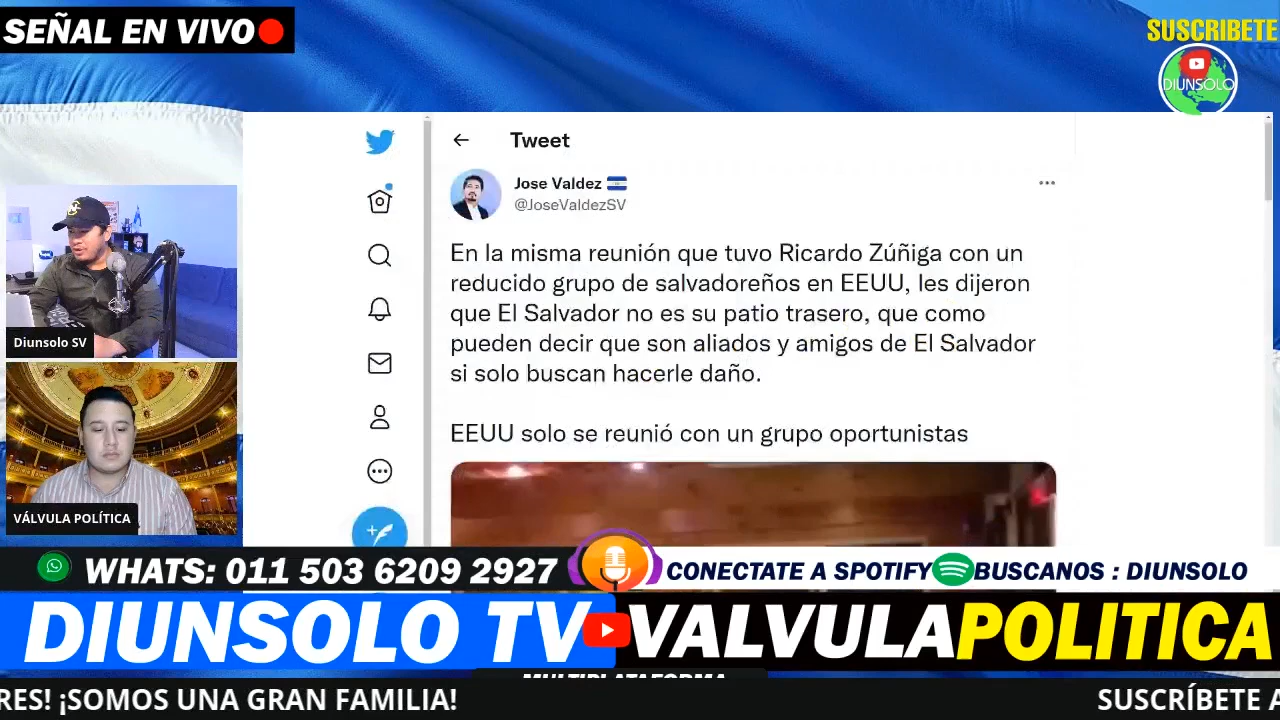 SEÑAL EN VIVO
SUSCRIBETE
DIUNSOLO
Tweet
Jose Valdez
@JoseValdezSV
En la misma reunión que tuvo Ricardo Zúñiga con un
reducido grupo de salvadoreños en EEUU, les dijeron
que El Salvador no es su patio trasero, que como
pueden decir que son aliados y amigos de El Salvador
si solo buscan hacerle daño.
EEUU solo se reunió con un grupo oportunistas
Diunsolo SV
VÁLVULA POLÍTICA
WHATS: 011 503 6209 2927
CONECTATE A SPOTIFY BUSCANOS : DIUNSOLO
DIUNSOLO TV VALVULAPOLITICA
MULTIPLATAFORMA
RES! ¡SOMOS UNA GRAN FAMILIA!
SUSCRÍBETE A